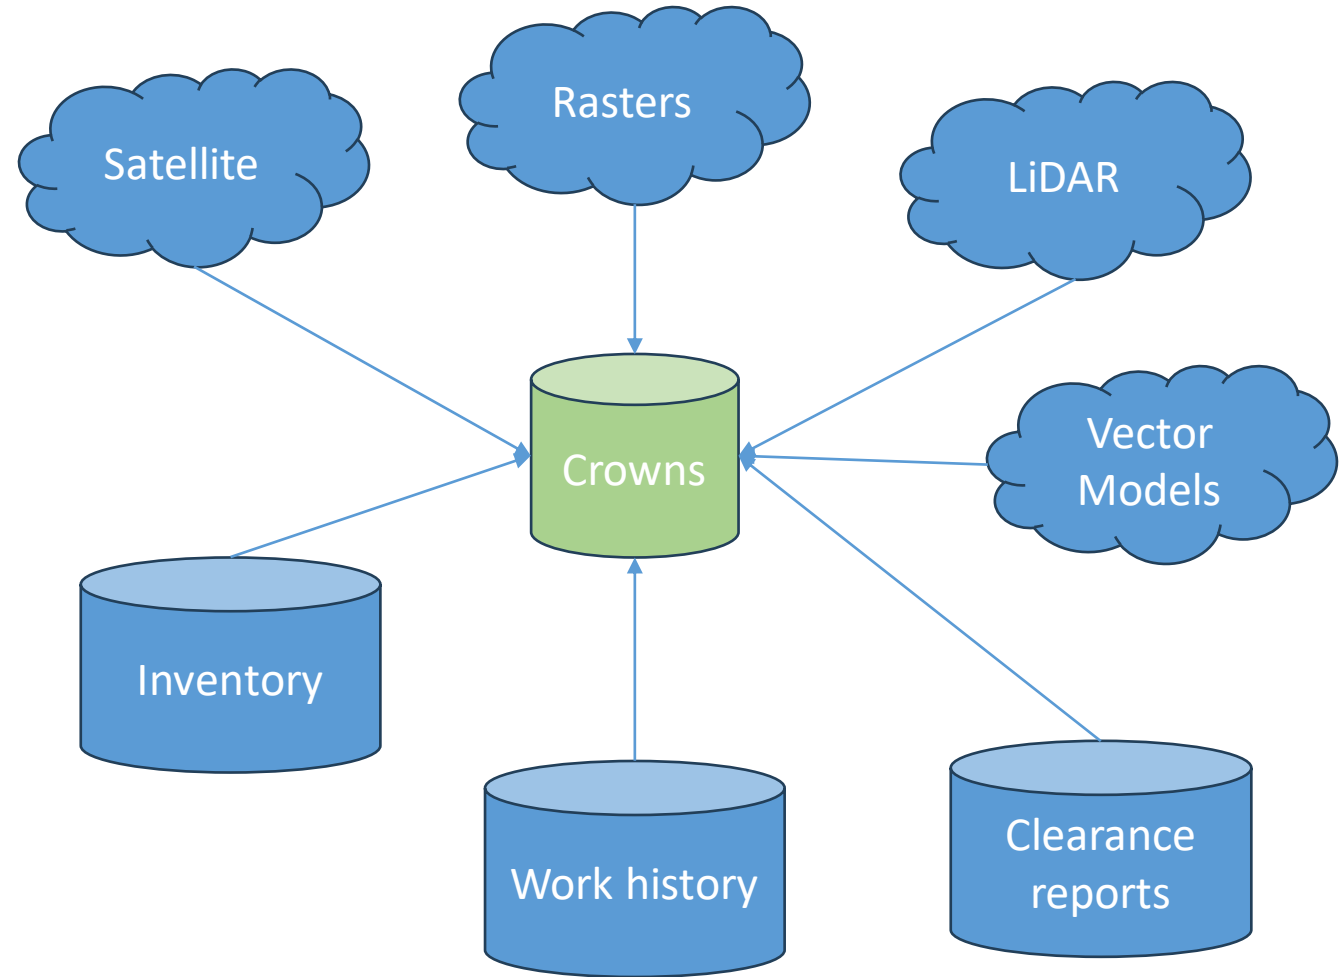 Rasters
Satellite
LiDAR
Vector
Models
Crowns
Inventory
Work history
Clearance
reports